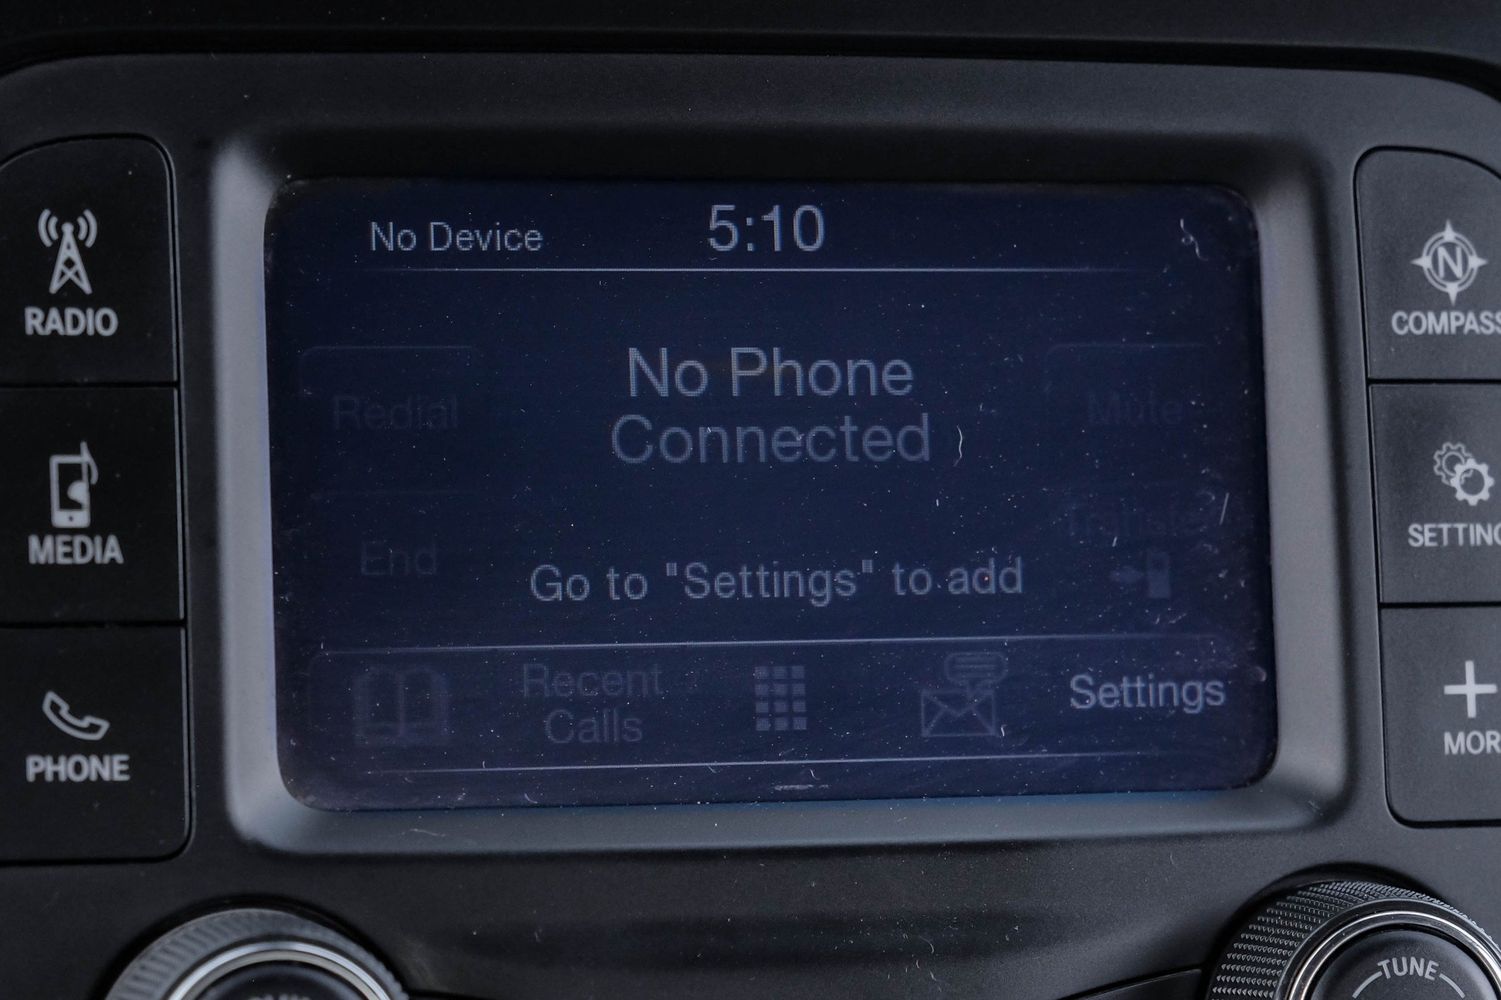 No Device
5:10
RADIO
COMPASS
No Phone
Connected
Redial
Mute
MEDIA
SETTING
End
Go to "Settings" to add
Recent
Calls
Settings
PHONE
MOR
TUNE